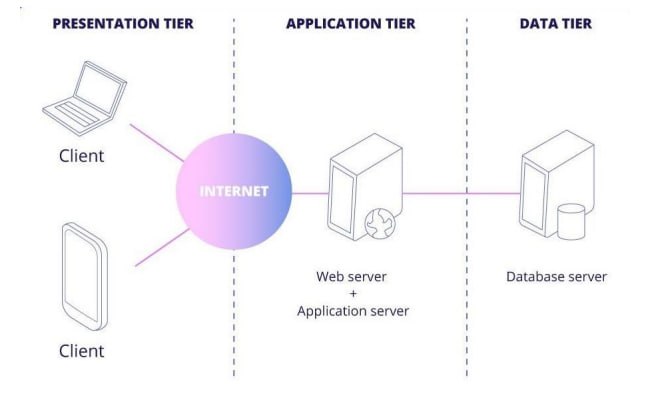 PRESENTATION TIER
APPLICATION TIER
DATA TIER
Client
INTERNET
Web server
+
Application server
Database server
Client